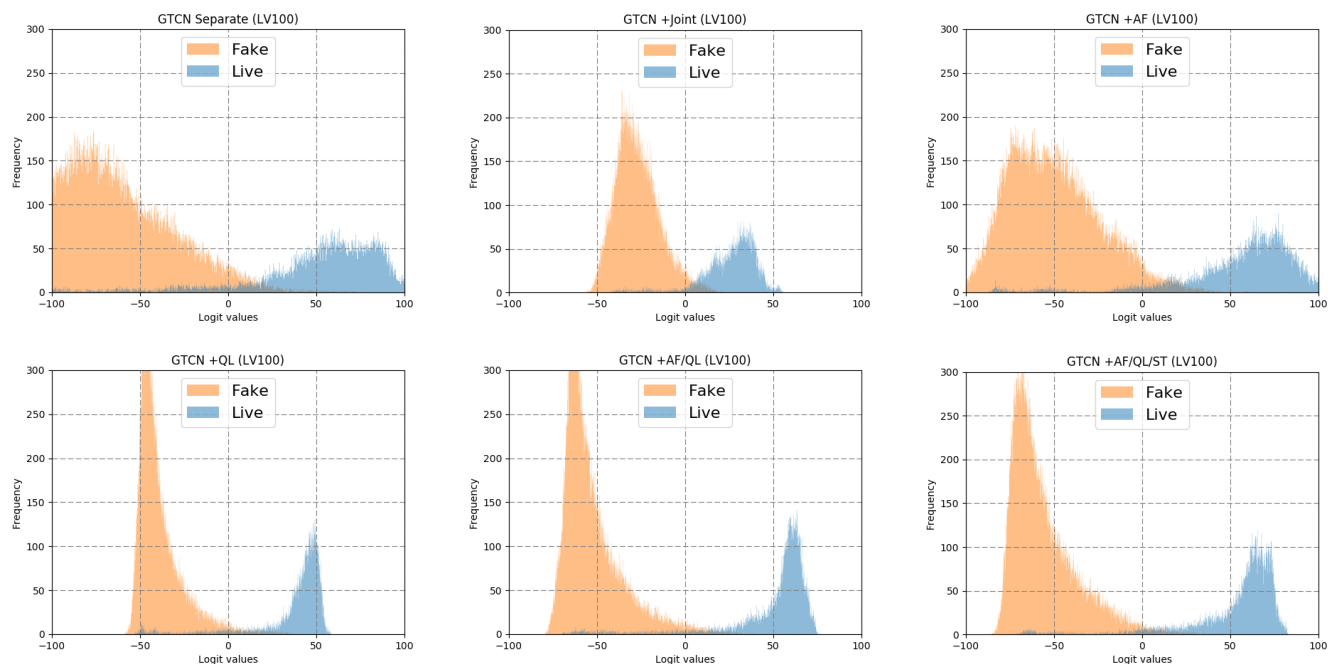 GTCN Separate (LV100)
300
250
200
150
100
50
0
Frequency
Fake
Live
−100
−50
0
50
100
Logit values
GTCN +Joint (LV100)
300
250
200
150
100
50
0
Frequency
Fake
Live
−100
−50
0
50
100
Logit values
GTCN +AF (LV100)
300
250
200
150
100
50
0
Frequency
Fake
Live
−100
−50
0
50
100
Logit values
GTCN +QL (LV100)
300
250
200
150
100
50
0
Frequency
Fake
Live
−100
−50
0
50
100
Logit values
GTCN +AF/QL (LV100)
300
250
200
150
100
50
0
Frequency
Fake
Live
−100
−50
0
50
100
Logit values
GTCN +AF/QL/ST (LV100)
300
250
200
150
100
50
0
Frequency
Fake
Live
−100
−50
0
50
100
Logit values